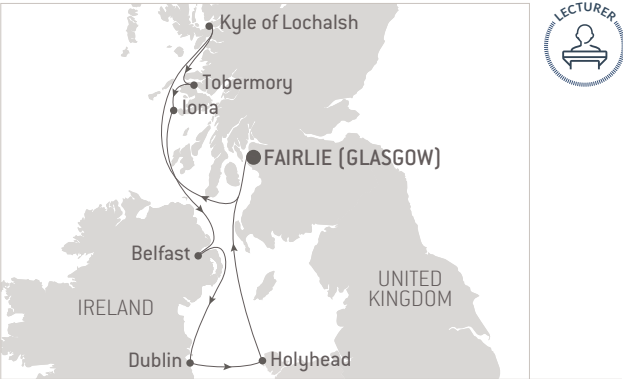 Kyle of Lochalsh
LECTURER
Tobermory
Iona
FAIRLIE (GLASGOW)
Belfast
UNITED
KINGDOM
IRELAND
Dublin
Holyhead